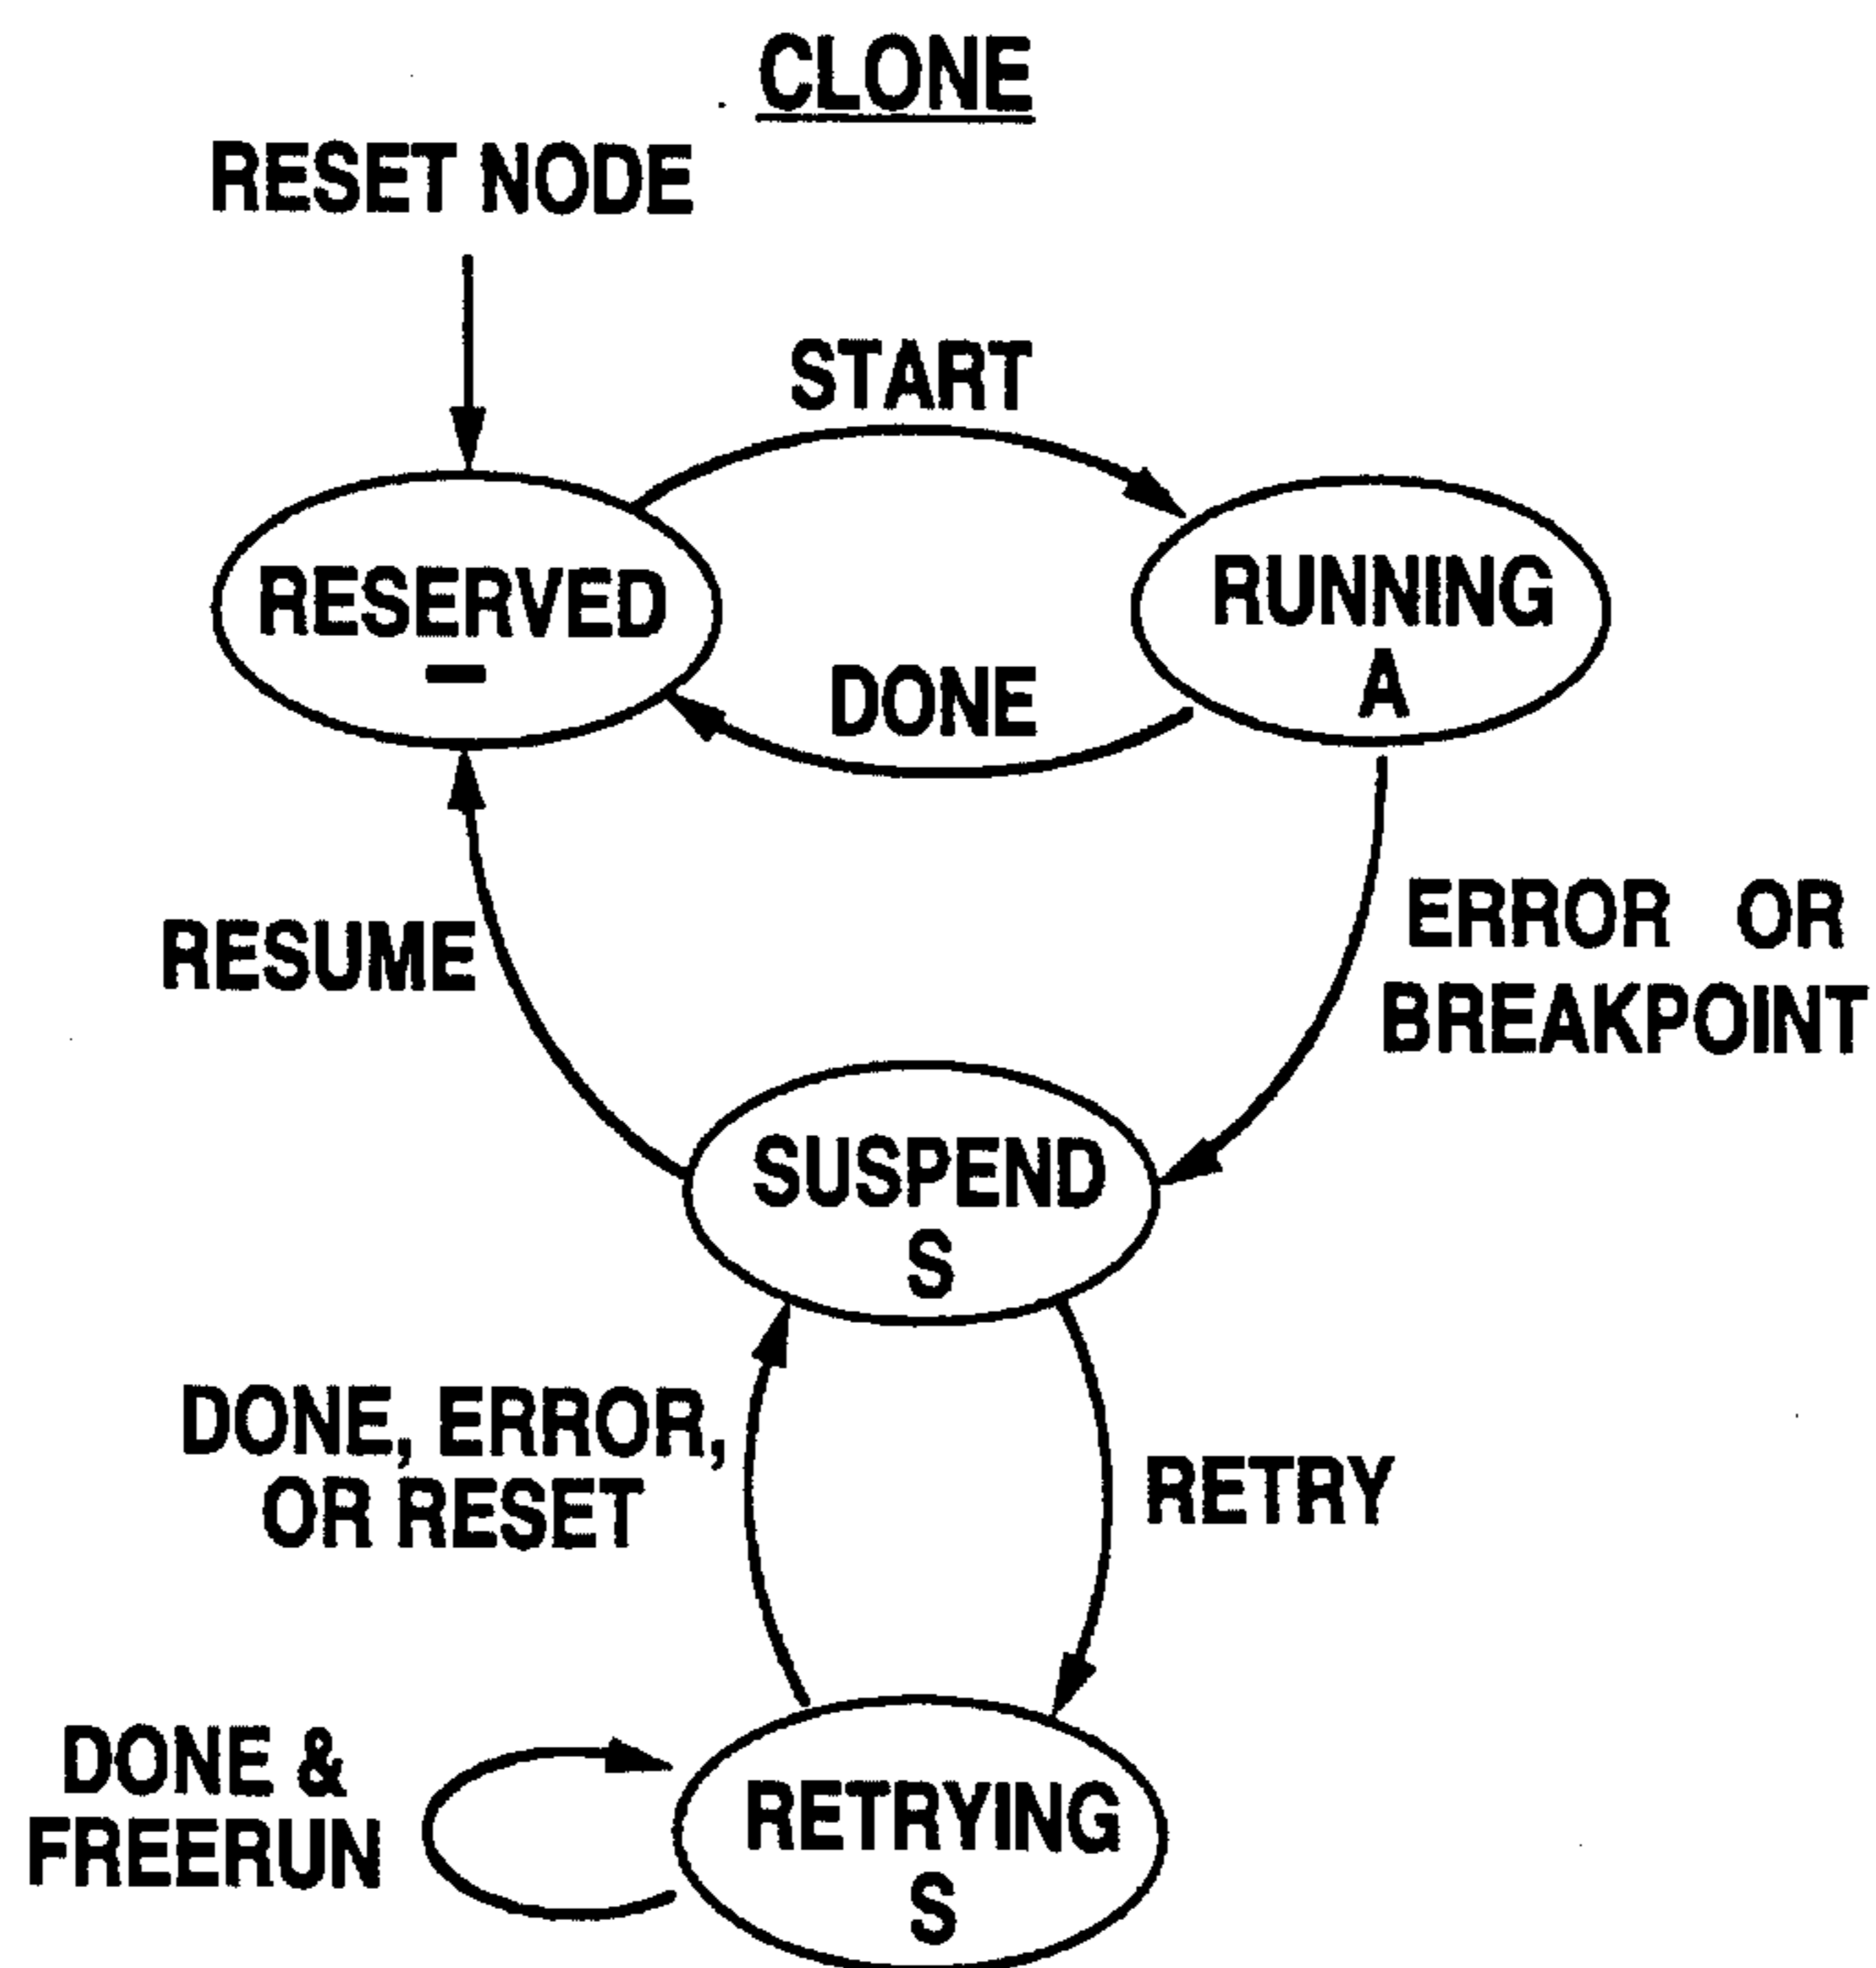 CLONE
RESET NODE
START
RESERVED
–
RUNNING
A
DONE
RESUME
ERROR OR
BREAKPOINT
SUSPEND
S
DONE, ERROR,
OR RESET
RETRY
DONE &
FREERUN
RETRYING
S